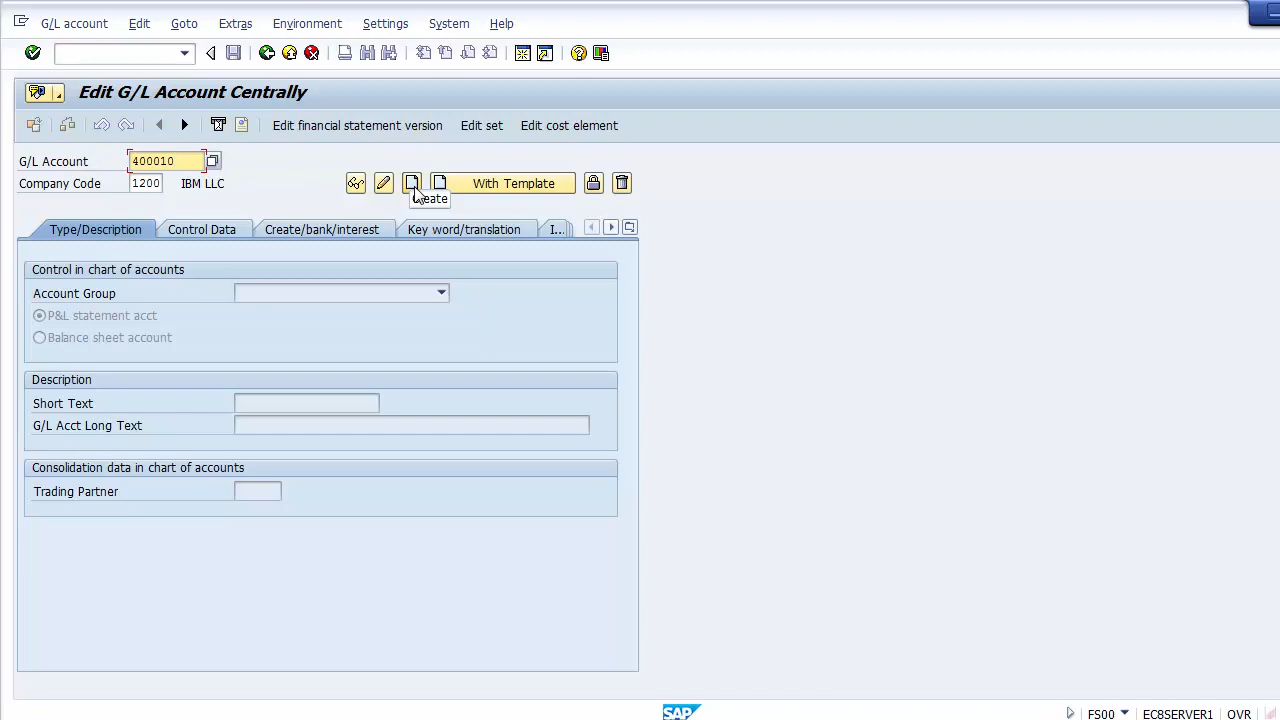 G/L account Edit Goto Extras Environment Settings System Help
Edit G/L Account Centrally
Edit financial statement version Edit set Edit cost element
G/L Account 400010
Company Code 1200 IBM LLC With Template
Create
Type/Description Control Data Create/bank/interest Key word/translation I...
Control in chart of accounts
Account Group
P&L statement acct
Balance sheet account
Description
Short Text
G/L Acct Long Text
Consolidation data in chart of accounts
Trading Partner
SAP FS00 EC8SERVER1 OVR